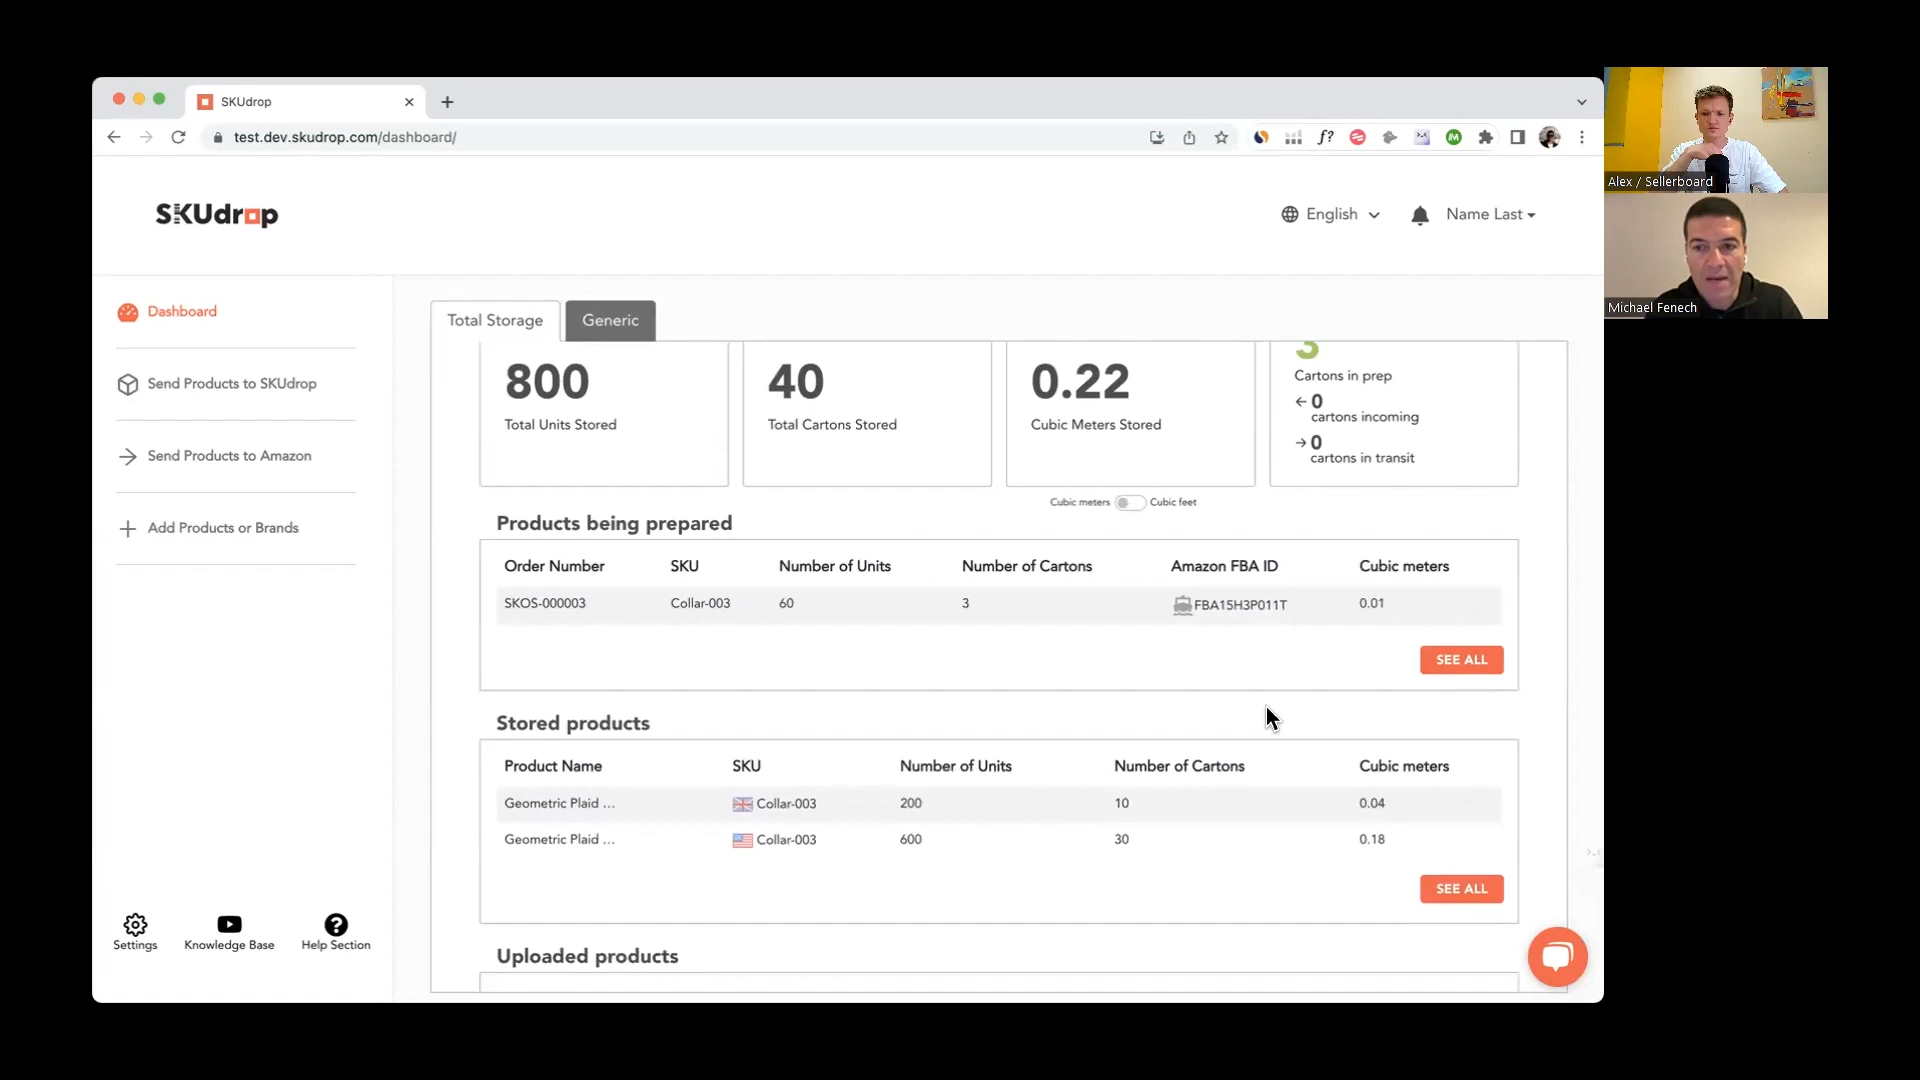 SKUdrop
test.dev.skudrop.com/dashboard/
Alex / Sellerboard
Michael Fenech
SKUdrop
English
Name Last
Dashboard
Send Products to SKUdrop
Send Products to Amazon
Add Products or Brands
Settings
Knowledge Base
Help Section
Total Storage
Generic
800
Total Units Stored
40
Total Cartons Stored
0.22
Cubic Meters Stored
3
Cartons in prep
←0
cartons incoming
→0
cartons in transit
Cubic meters Cubic feet
Products being prepared
Order Number SKU Number of Units Number of Cartons Amazon FBA ID Cubic meters
SKOS-000003 Collar-003 60 3 FBA15H3P011T 0.01
SEE ALL
Stored products
Product Name SKU Number of Units Number of Cartons Cubic meters
Geometric Plaid ... Collar-003 200 10 0.04
Geometric Plaid ... Collar-003 600 30 0.18
SEE ALL
Uploaded products